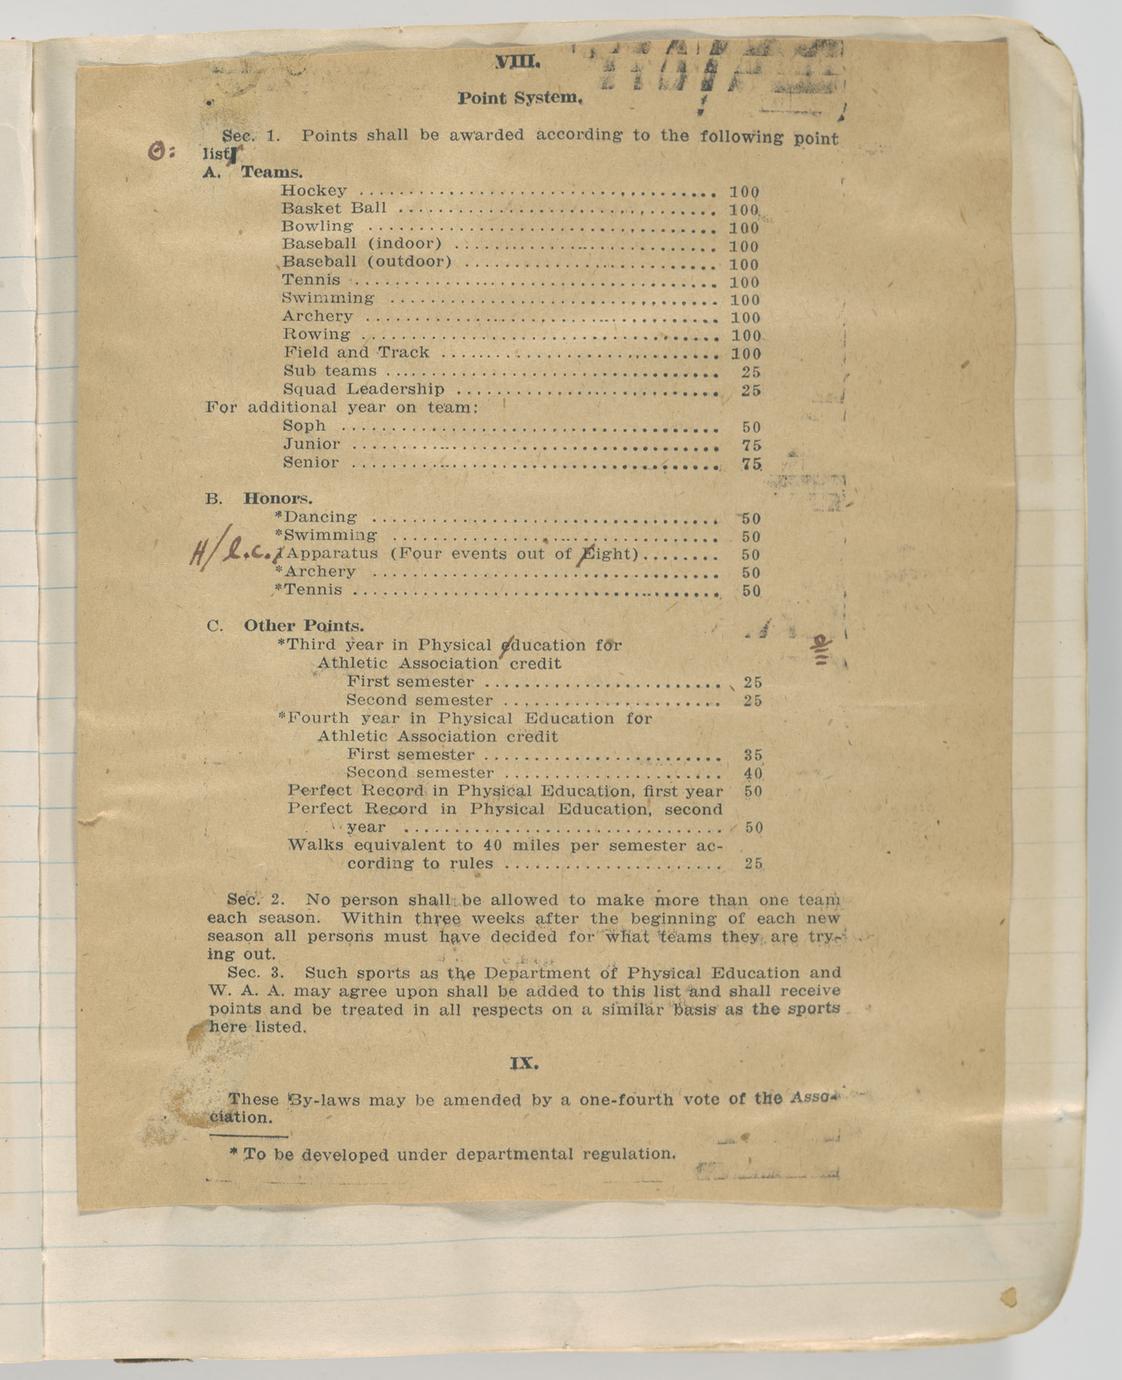 VIII.
Point System.
Sec. 1. Points shall be awarded according to the following point
list
A. Teams.
Hockey ........................................ 100
Basket Ball ................................... 100
Bowling ....................................... 100
Baseball (indoor) ............................. 100
Baseball (outdoor) ............................ 100
Tennis ........................................ 100
Swimming ...................................... 100
Archery ....................................... 100
Rowing ........................................ 100
Field and Track ............................... 100
Sub teams ..................................... 25
Squad Leadership .............................. 25
For additional year on team:
Soph .......................................... 50
Junior ........................................ 75
Senior ........................................ 75
B. Honors.
*Dancing ...................................... 50
*Swimming ..................................... 50
H/ l.c. Apparatus (Four events out of Eight)........ 50
*Archery ...................................... 50
*Tennis ....................................... 50
C. Other Points.
*Third year in Physical education for
Athletic Association credit
First semester ........................ 25
Second semester ...................... 25
*Fourth year in Physical Education for
Athletic Association credit
First semester ........................ 35
Second semester ...................... 40
Perfect Record in Physical Education, first year 50
Perfect Record in Physical Education, second
year ................................ 50
Walks equivalent to 40 miles per semester ac-
cording to rules ...................... 25
Sec. 2. No person shall be allowed to make more than one team
each season. Within three weeks after the beginning of each new
season all persons must have decided for what teams they are try-
ing out.
Sec. 3. Such sports as the Department of Physical Education and
W. A. A. may agree upon shall be added to this list and shall receive
points and be treated in all respects on a similar basis as the sports
here listed.
IX.
These By-laws may be amended by a one-fourth vote of the Asso-
ciation.
* To be developed under departmental regulation.